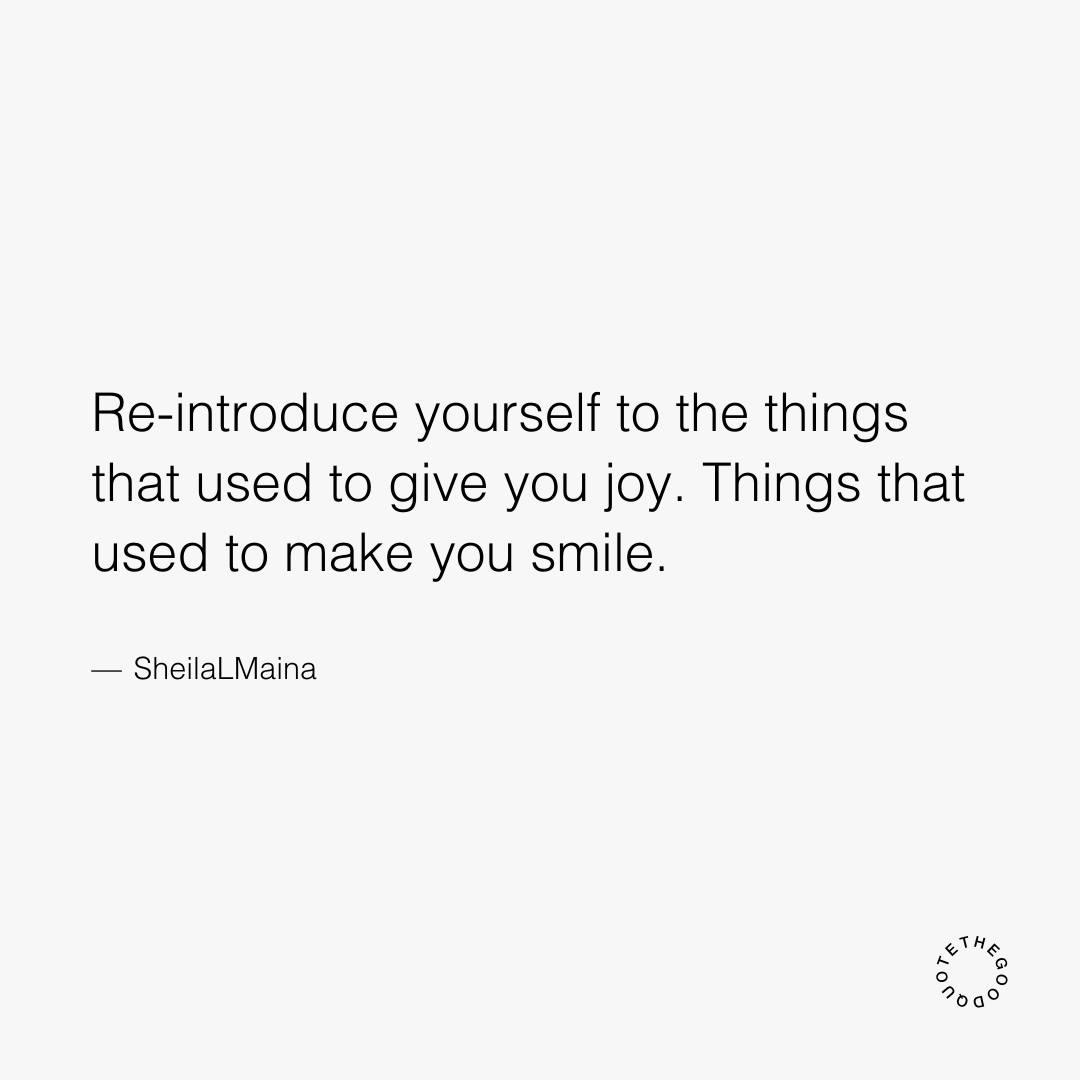 Re-introduce yourself to the things
that used to give you joy. Things that
used to make you smile.
— SheilaLMaina
THEGOODQUOTE